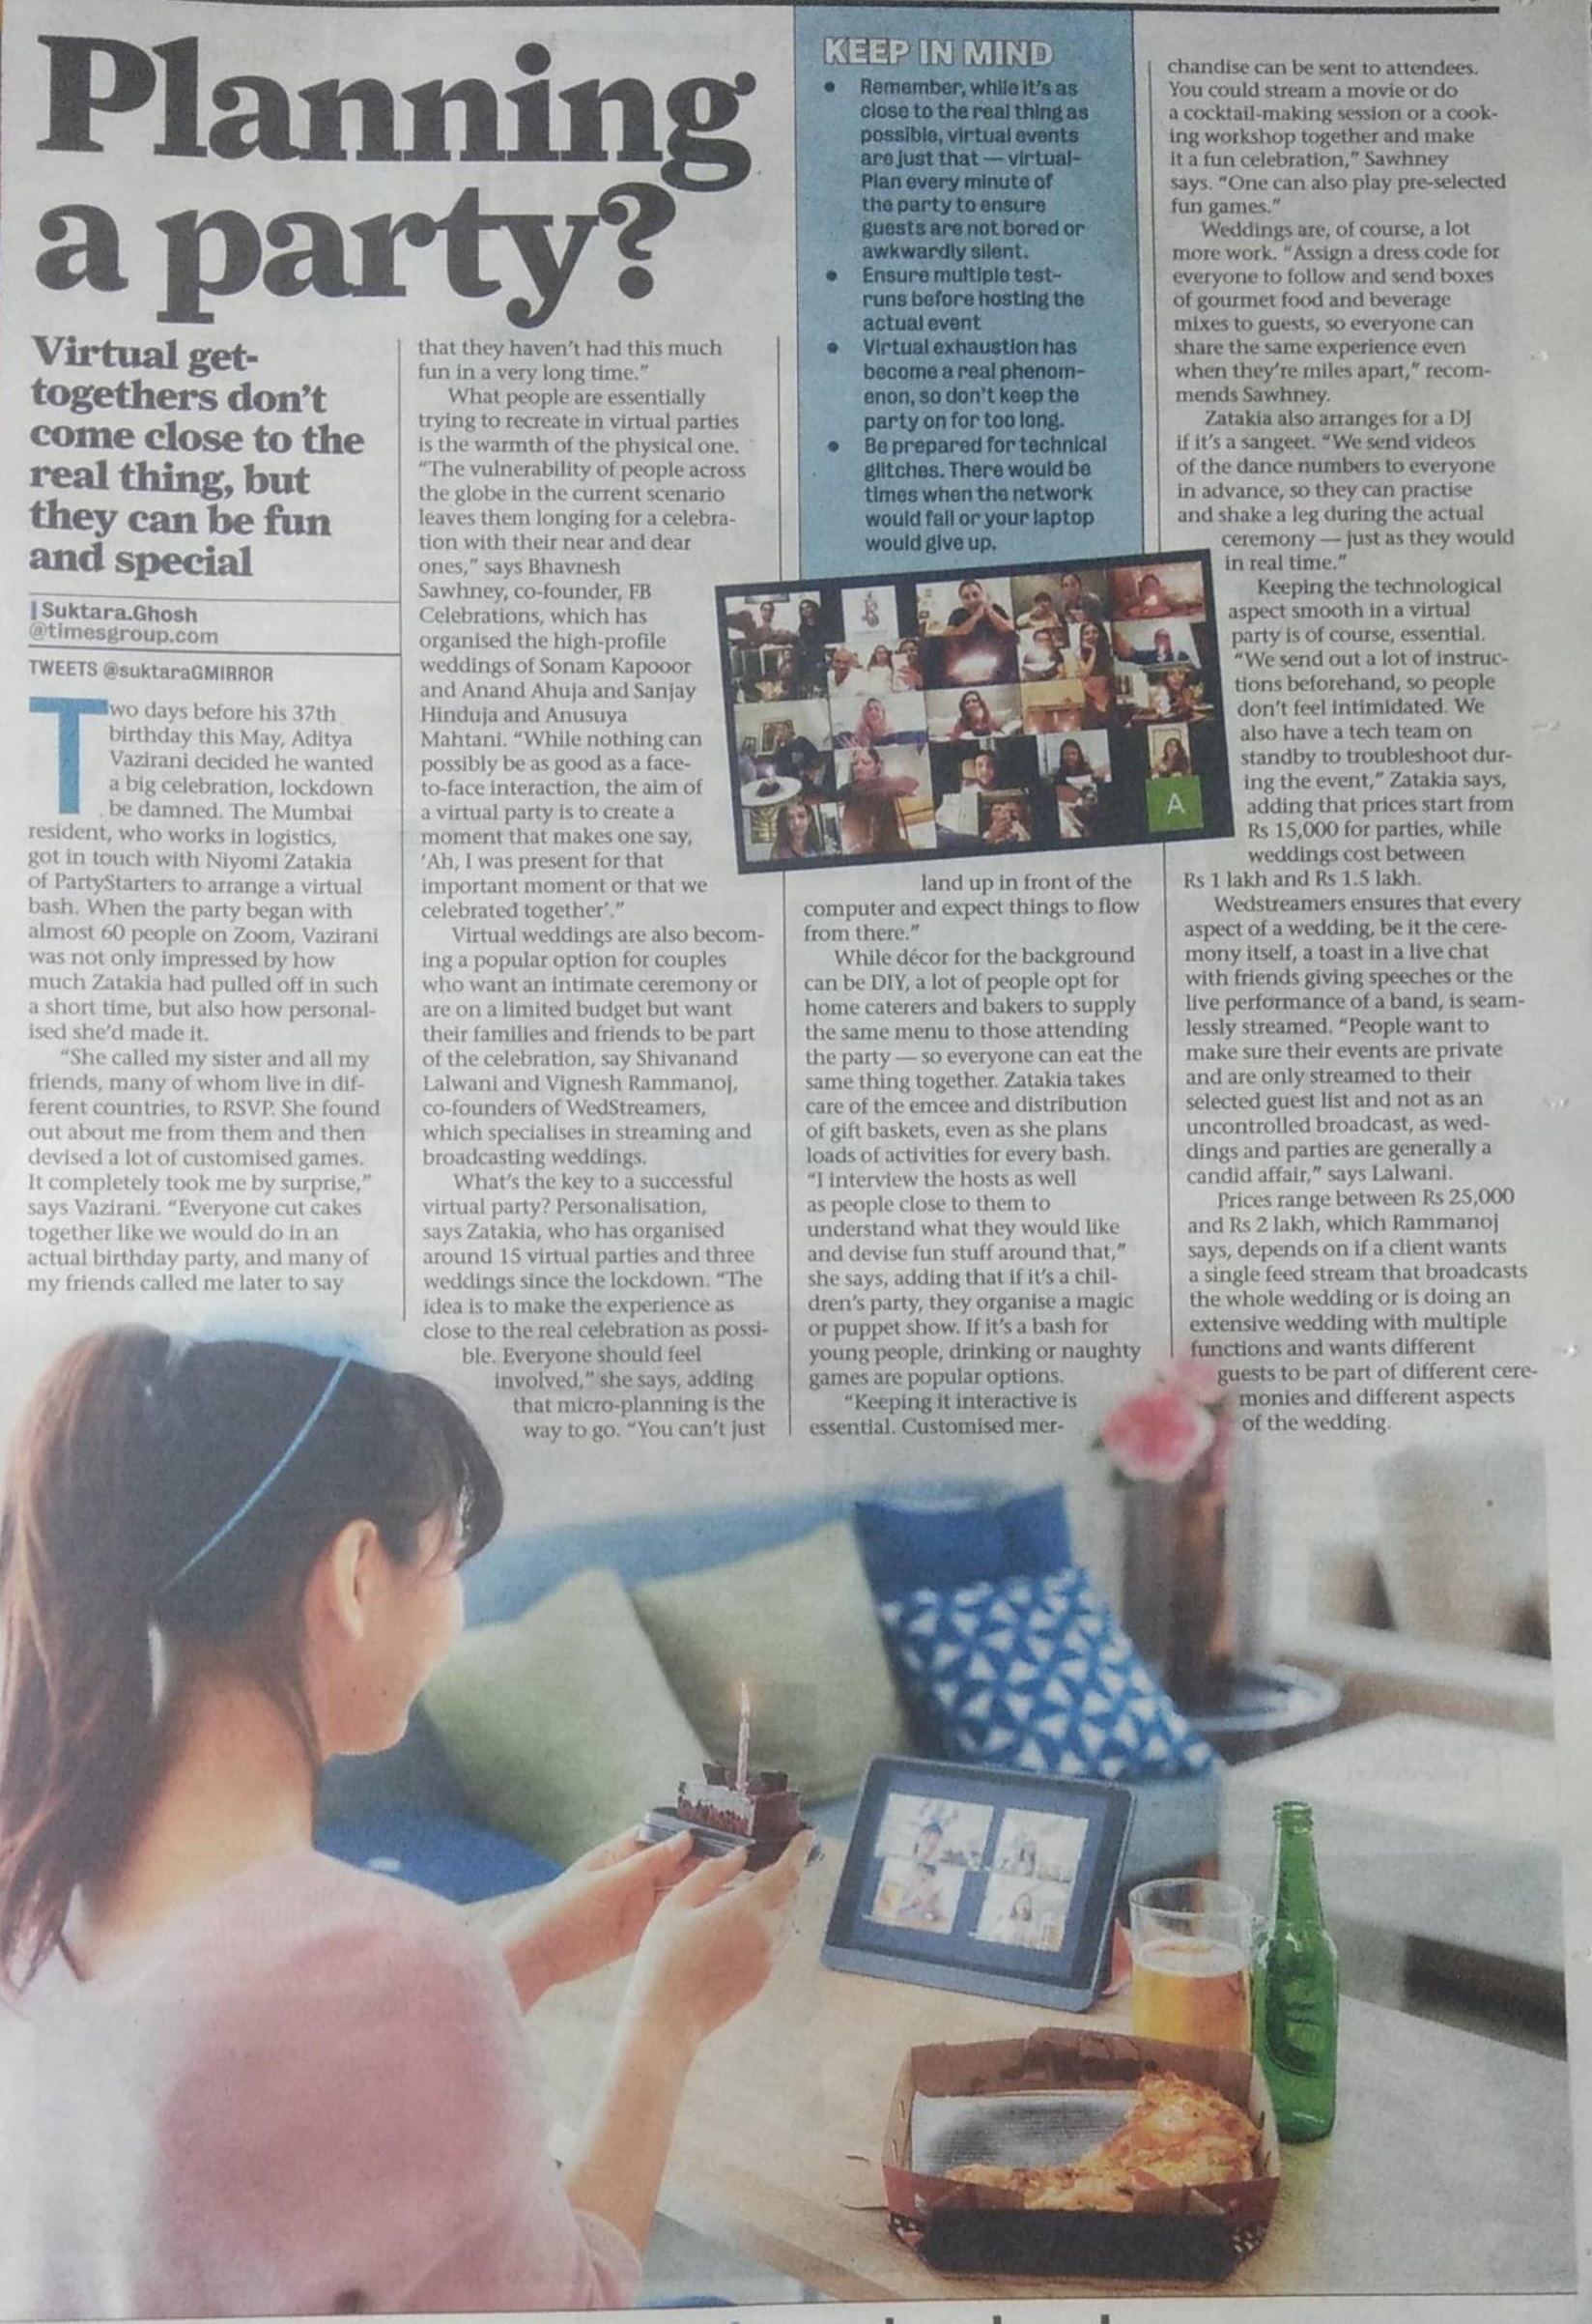 Planning
a party?
Virtual get-
togethers don't
come close to the
real thing, but
they can be fun
and special
Suktara.Ghosh
@timesgroup.com
TWEETS @suktaraGMIRROR
Two days before his 37th
birthday this May, Aditya
Vazirani decided he wanted
a big celebration, lockdown
be damned. The Mumbai
resident, who works in logistics,
got in touch with Niyomi Zatakia
of PartyStarters to arrange a virtual
bash. When the party began with
almost 60 people on Zoom, Vazirani
was not only impressed by how
much Zatakia had pulled off in such
a short time, but also how personal-
ised she'd made it.
"She called my sister and all my
friends, many of whom live in dif-
ferent countries, to RSVP. She found
out about me from them and then
devised a lot of customised games.
It completely took me by surprise,"
says Vazirani. "Everyone cut cakes
together like we would do in an
actual birthday party, and many of
my friends called me later to say
that they haven't had this much
fun in a very long time."
What people are essentially
trying to recreate in virtual parties
is the warmth of the physical one.
"The vulnerability of people across
the globe in the current scenario
leaves them longing for a celebra-
tion with their near and dear
ones," says Bhavnesh
Sawhney, co-founder, FB
Celebrations, which has
organised the high-profile
weddings of Sonam Kapooor
and Anand Ahuja and Sanjay
Hinduja and Anusuya
Mahtani. "While nothing can
possibly be as good as a face-
to-face interaction, the aim of
a virtual party is to create a
moment that makes one say,
'Ah, I was present for that
important moment or that we
celebrated together'."
Virtual weddings are also becom-
ing a popular option for couples
who want an intimate ceremony or
are on a limited budget but want
their families and friends to be part
of the celebration, say Shivanand
Lalwani and Vignesh Rammanoj,
co-founders of WedStreamers,
which specialises in streaming and
broadcasting weddings.
What's the key to a successful
virtual party? Personalisation,
says Zatakia, who has organised
around 15 virtual parties and three
weddings since the lockdown. "The
idea is to make the experience as
close to the real celebration as possi-
ble. Everyone should feel
involved," she says, adding
that micro-planning is the
way to go. "You can't just
KEEP IN MIND
• Remember, while it's as
close to the real thing as
possible, virtual events
are just that — virtual-
Plan every minute of
the party to ensure
guests are not bored or
awkwardly silent.
• Ensure multiple test-
runs before hosting the
actual event
• Virtual exhaustion has
become a real phenom-
enon, so don't keep the
party on for too long.
• Be prepared for technical
glitches. There would be
times when the network
would fail or your laptop
would give up.
A
land up in front of the
computer and expect things to flow
from there."
While décor for the background
can be DIY, a lot of people opt for
home caterers and bakers to supply
the same menu to those attending
the party — so everyone can eat the
same thing together. Zatakia takes
care of the emcee and distribution
of gift baskets, even as she plans
loads of activities for every bash.
"I interview the hosts as well
as people close to them to
understand what they would like
and devise fun stuff around that,"
she says, adding that if it's a chil-
dren's party, they organise a magic
or puppet show. If it's a bash for
young people, drinking or naughty
games are popular options.
"Keeping it interactive is
essential. Customised mer-
chandise can be sent to attendees.
You could stream a movie or do
a cocktail-making session or a cook-
ing workshop together and make
it a fun celebration," Sawhney
says. "One can also play pre-selected
fun games."
Weddings are, of course, a lot
more work. "Assign a dress code for
everyone to follow and send boxes
of gourmet food and beverage
mixes to guests, so everyone can
share the same experience even
when they're miles apart," recom-
mends Sawhney.
Zatakia also arranges for a DJ
if it's a sangeet. "We send videos
of the dance numbers to everyone
in advance, so they can practise
and shake a leg during the actual
ceremony — just as they would
in real time."
Keeping the technological
aspect smooth in a virtual
party is of course, essential.
"We send out a lot of instruc-
tions beforehand, so people
don't feel intimidated. We
also have a tech team on
standby to troubleshoot dur-
ing the event," Zatakia says,
adding that prices start from
Rs 15,000 for parties, while
weddings cost between
Rs 1 lakh and Rs 1.5 lakh.
Wedstreamers ensures that every
aspect of a wedding, be it the cere-
mony itself, a toast in a live chat
with friends giving speeches or the
live performance of a band, is seam-
lessly streamed. "People want to
make sure their events are private
and are only streamed to their
selected guest list and not as an
uncontrolled broadcast, as wed-
dings and parties are generally a
candid affair," says Lalwani.
Prices range between Rs 25,000
and Rs 2 lakh, which Rammanoj
says, depends on if a client wants
a single feed stream that broadcasts
the whole wedding or is doing an
extensive wedding with multiple
functions and wants different
guests to be part of different cere-
monies and different aspects
of the wedding.